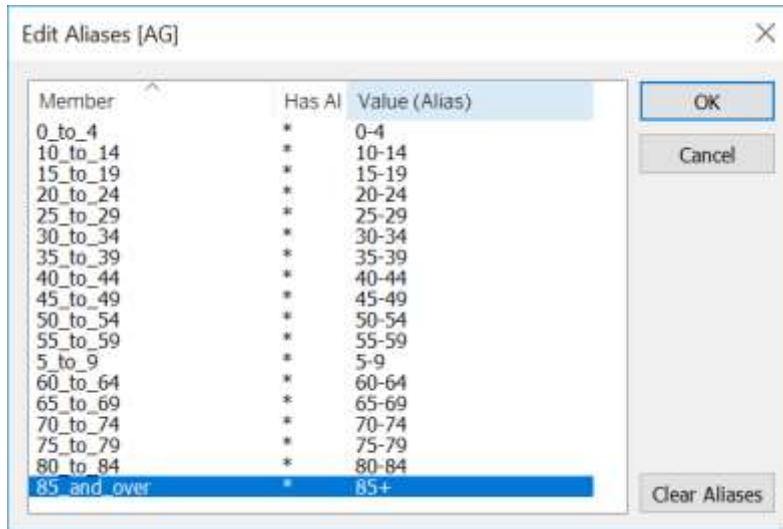 Edit Aliases [AG]
Member Has Al Value (Alias)
0_to_4 * 0-4
10_to_14 * 10-14
15_to_19 * 15-19
20_to_24 * 20-24
25_to_29 * 25-29
30_to_34 * 30-34
35_to_39 * 35-39
40_to_44 * 40-44
45_to_49 * 45-49
50_to_54 * 50-54
55_to_59 * 55-59
5_to_9 * 5-9
60_to_64 * 60-64
65_to_69 * 65-69
70_to_74 * 70-74
75_to_79 * 75-79
80_to_84 * 80-84
85_and_over * 85+
OK
Cancel
Clear Aliases